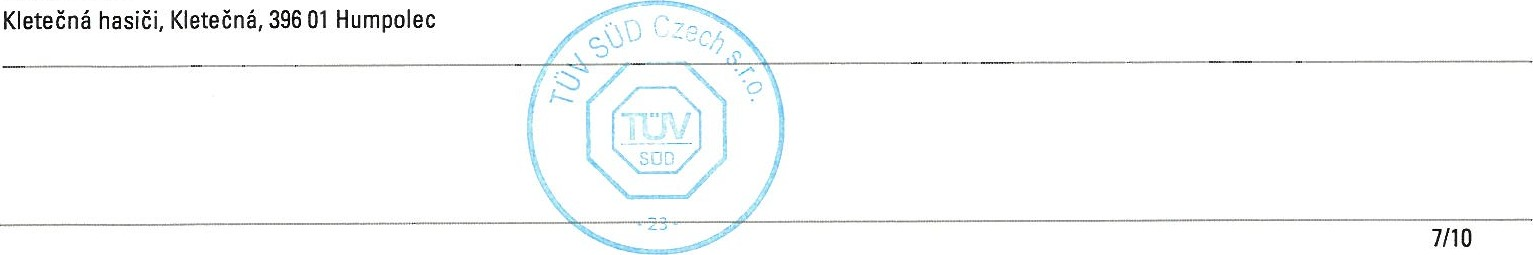 Kletečná hasiči, Kletečná, 396 01 Humpolec
TÜV SÜD Czech s.r.o.
TÜV
SÜD
- 23 -
7/10